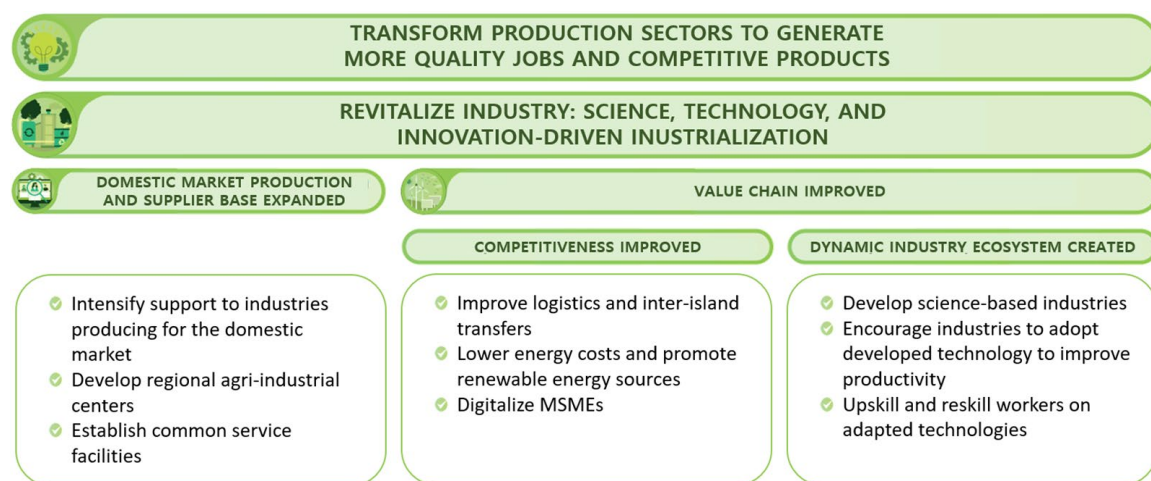 TRANSFORM PRODUCTION SECTORS TO GENERATE
MORE QUALITY JOBS AND COMPETITIVE PRODUCTS
REVITALIZE INDUSTRY: SCIENCE, TECHNOLOGY, AND
INNOVATION-DRIVEN INUSTRIALIZATION
DOMESTIC MARKET PRODUCTION
AND SUPPLIER BASE EXPANDED
VALUE CHAIN IMPROVED
COMPETITIVENESS IMPROVED
DYNAMIC INDUSTRY ECOSYSTEM CREATED
Intensify support to industries
producing for the domestic
market
Develop regional agri-industrial
centers
Establish common service
facilities
Improve logistics and inter-island
transfers
Lower energy costs and promote
renewable energy sources
Digitalize MSMEs
Develop science-based industries
Encourage industries to adopt
developed technology to improve
productivity
Upskill and reskill workers on
adapted technologies